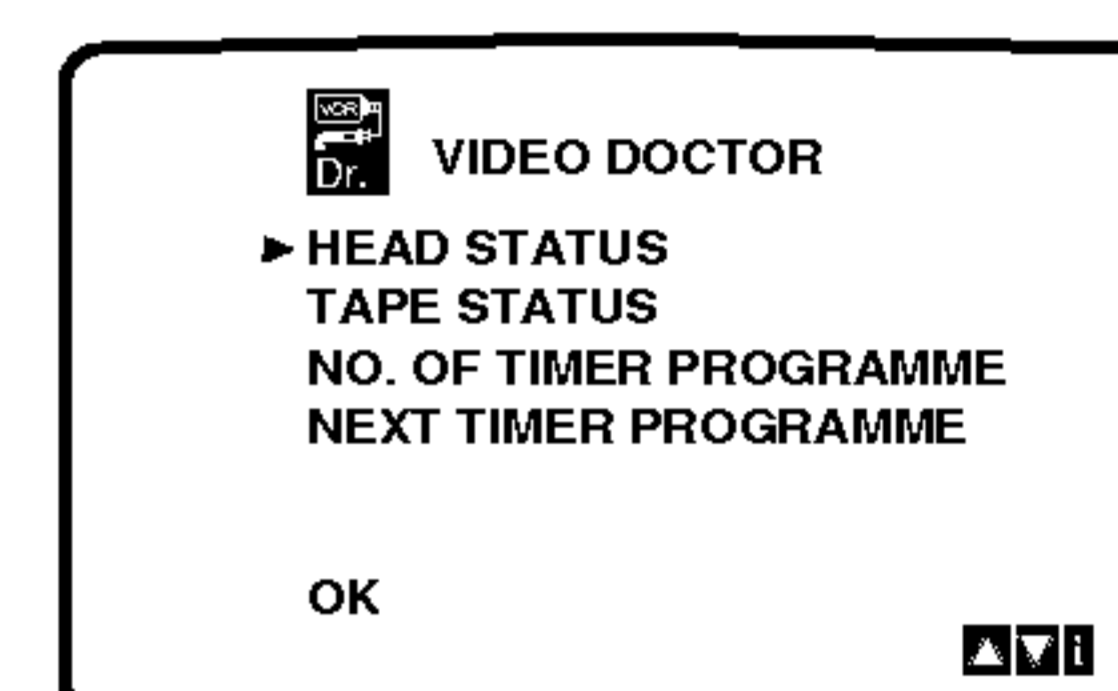 VCR
Dr.
VIDEO DOCTOR
HEAD STATUS
TAPE STATUS
NO. OF TIMER PROGRAMME
NEXT TIMER PROGRAMME
OK
i